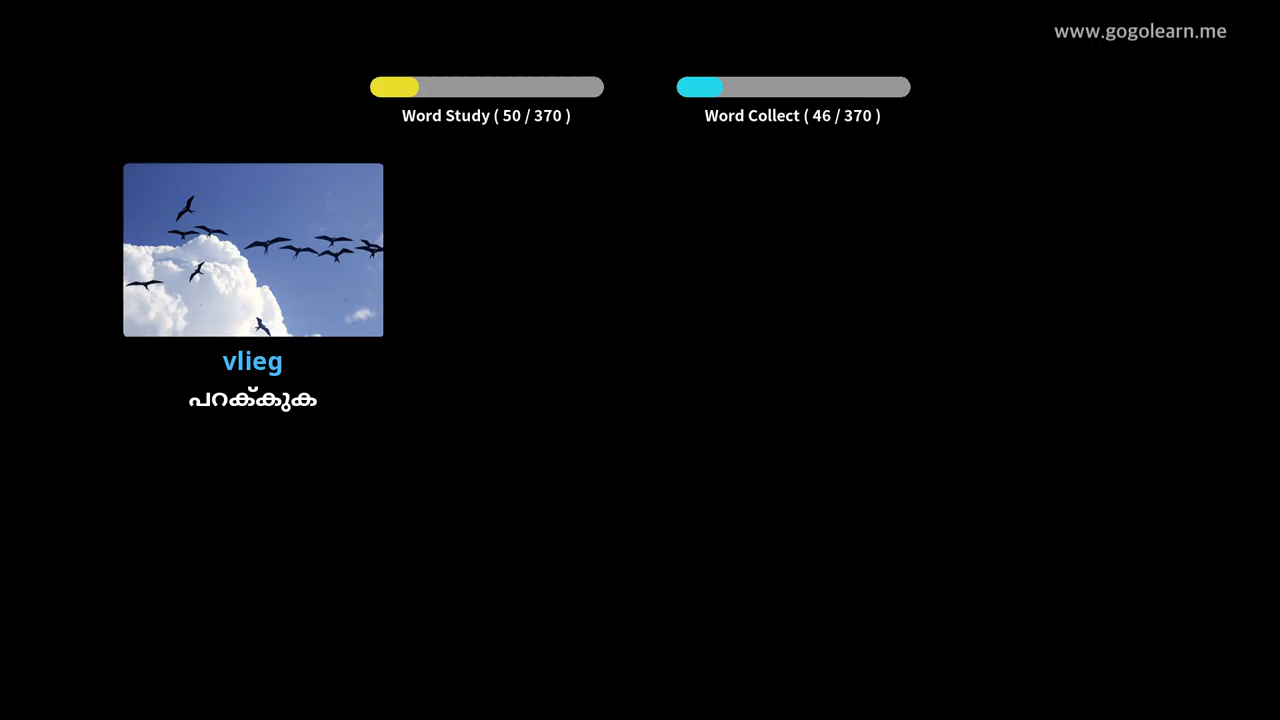 www.gogolearn.me
Word Study ( 50 / 370 )
Word Collect ( 46 / 370 )
vlieg
പറക്കുക